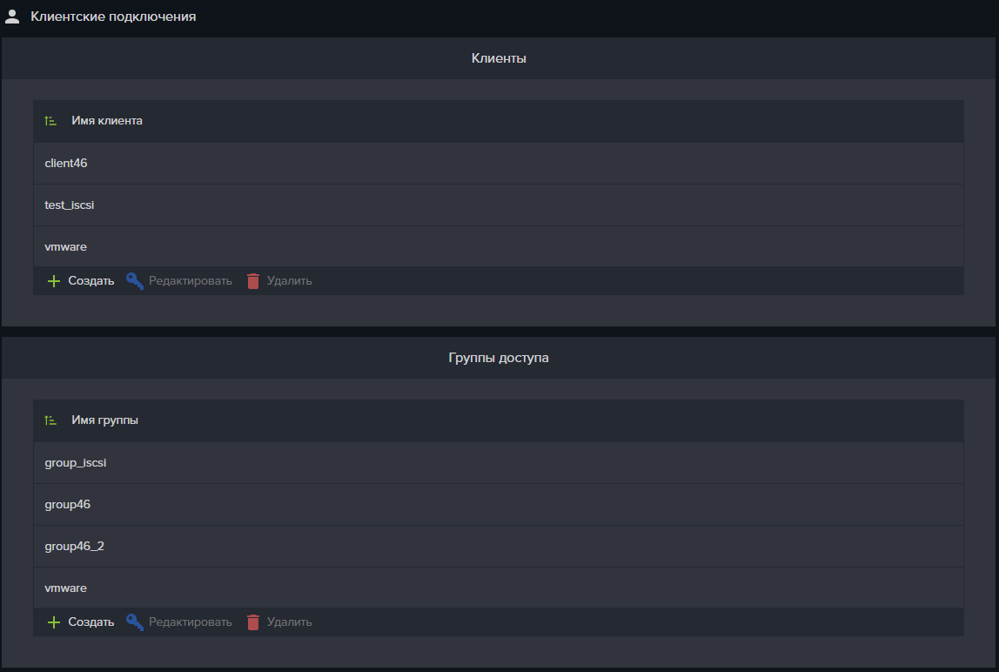 Клиентские подключения
Клиенты
Имя клиента
client46
test_iscsi
vmware
Создать Редактировать Удалить
Группы доступа
Имя группы
group_iscsi
group46
group46_2
vmware
Создать Редактировать Удалить